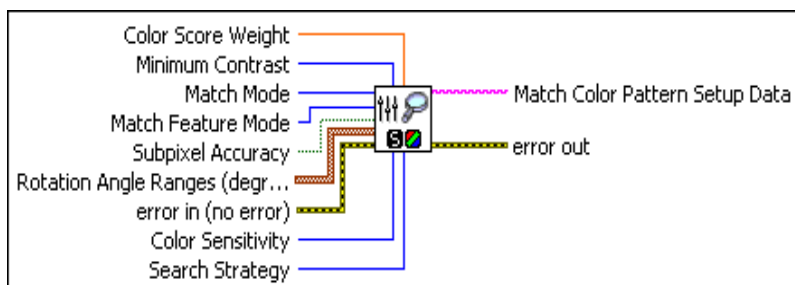 Color Score Weight
Minimum Contrast
Match Mode
Match Color Pattern Setup Data
Match Feature Mode
Subpixel Accuracy
error out
Rotation Angle Ranges (degr...
error in (no error)
Color Sensitivity
Search Strategy
S